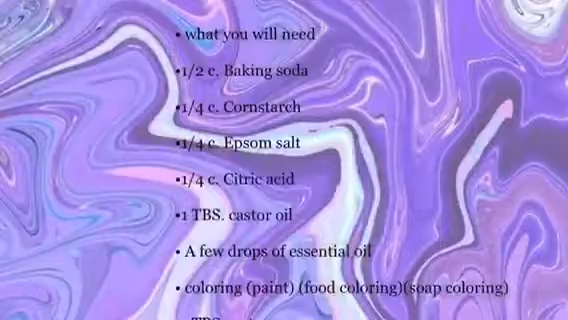 • what you will need
•1/2 c. Baking soda
•1/4 c. Cornstarch
•1/4 c. Epsom salt
•1/4 c. Citric acid
•1 TBS. castor oil
• A few drops of essential oil
• coloring (paint) (food coloring)(soap coloring)